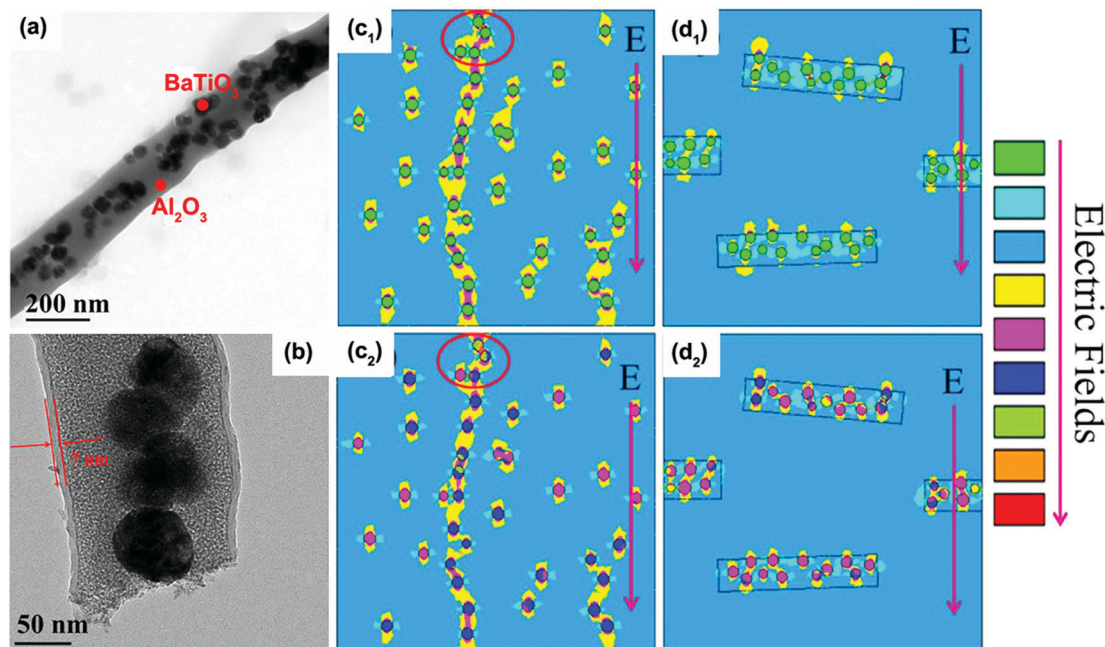 (a)
BaTiO₃
Al₂O₃
200 nm
(b)
7 nm
50 nm
(c₁)
E
(d₁)
E
(c₂)
E
(d₂)
E
Electric Fields